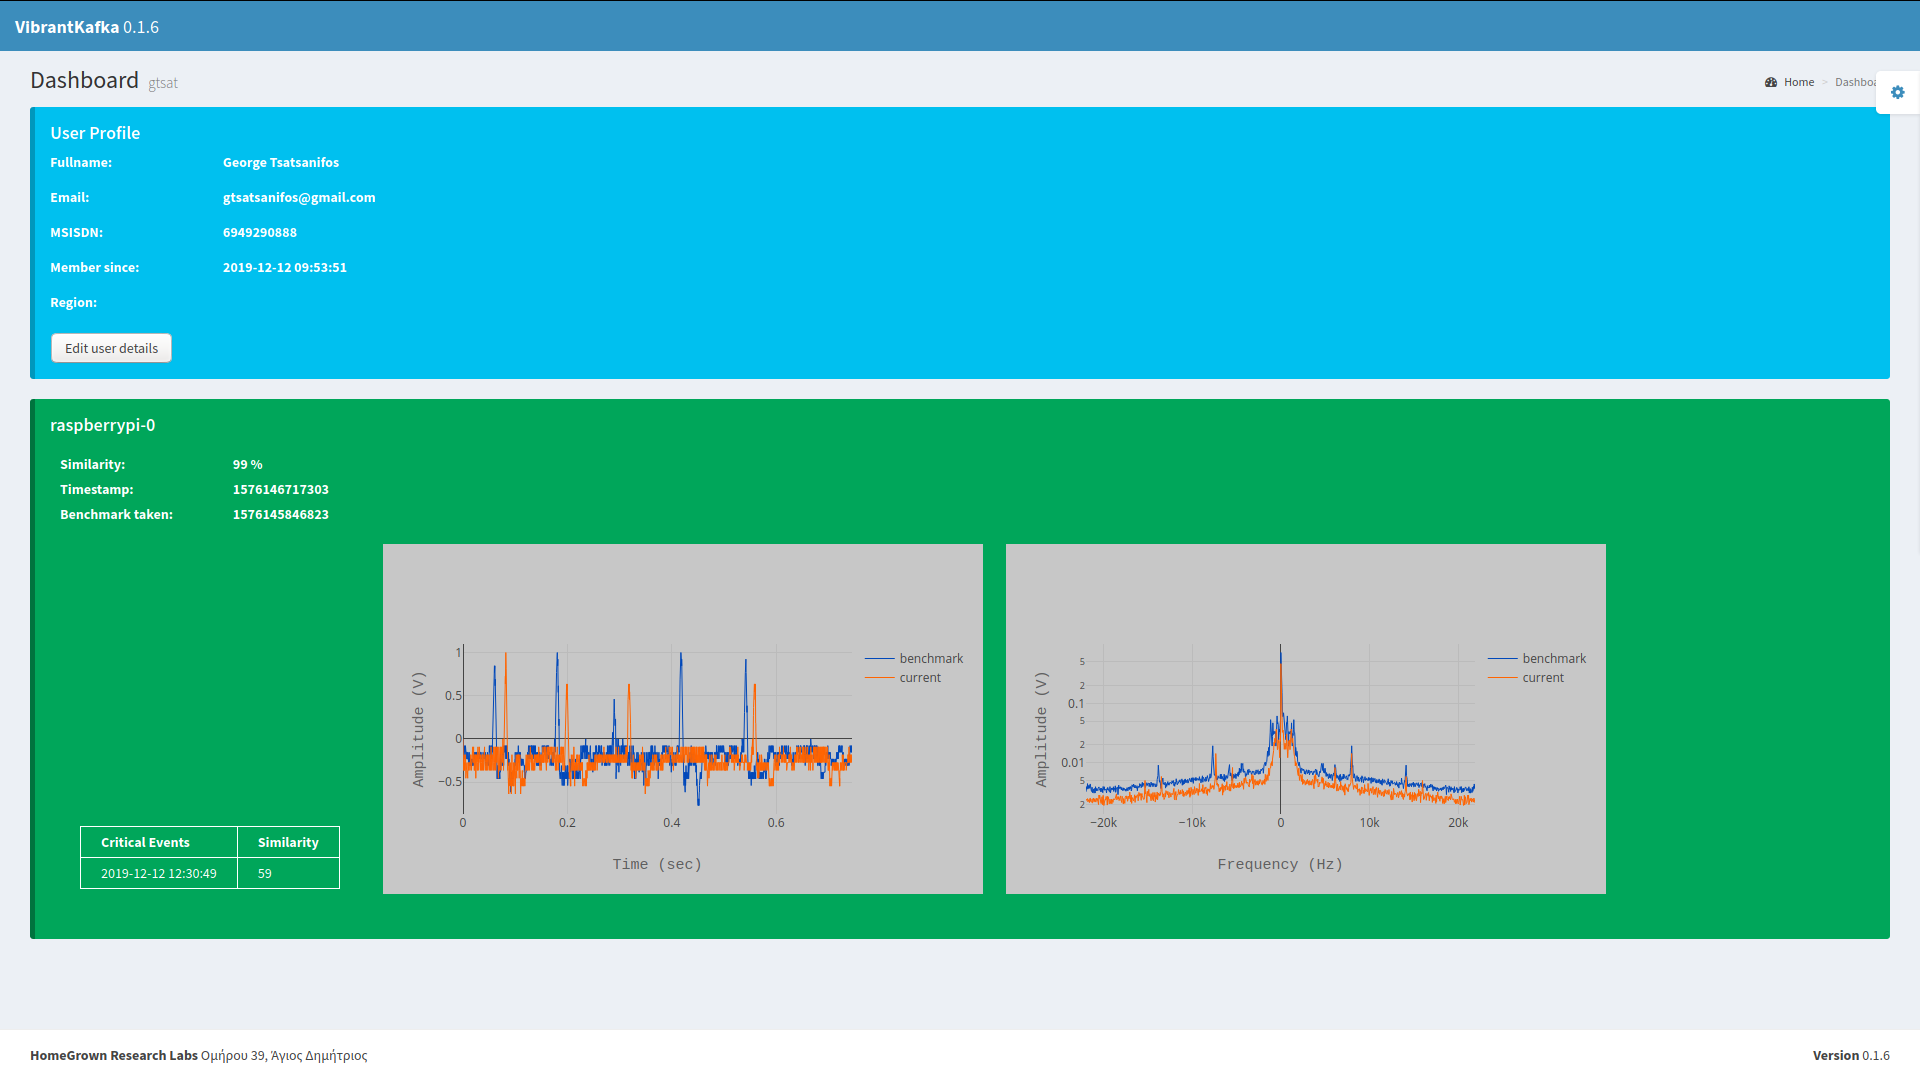 VibrantKafka 0.1.6
Dashboard gtsat
Home > Dashboa
User Profile
Fullname: George Tsatsanifos
Email: gtsatsanifos@gmail.com
MSISDN: 6949290888
Member since: 2019-12-12 09:53:51
Region:
Edit user details
raspberrypi-0
Similarity: 99 %
Timestamp: 1576146717303
Benchmark taken: 1576145846823
Critical Events Similarity
2019-12-12 12:30:49 59
Amplitude (V)
1
0.5
0
−0.5
0 0.2 0.4 0.6
Time (sec)
benchmark
current
Amplitude (V)
5
2
0.1
5
2
0.01
5
2
−20k −10k 0 10k 20k
Frequency (Hz)
benchmark
current
HomeGrown Research Labs Ομήρου 39, Άγιος Δημήτριος
Version 0.1.6